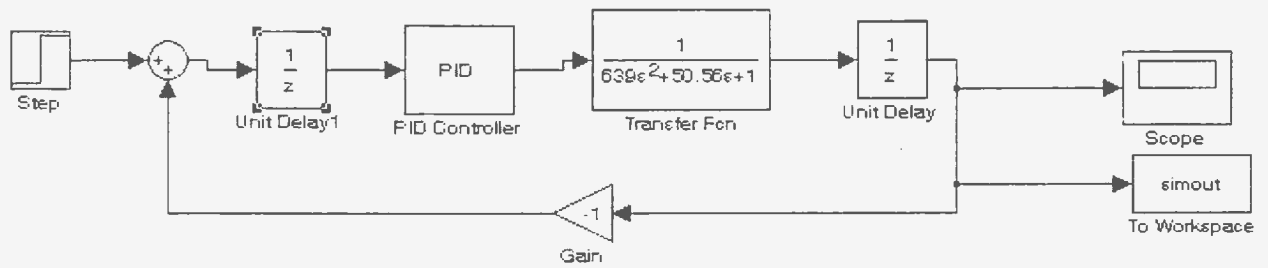 Step
+
+
1
z
Unit Delay1
PID
PID Controller
1
639s²+50.56s+1
Transfer Fcn
1
z
Unit Delay
Scope
simout
To Workspace
-1
Gain